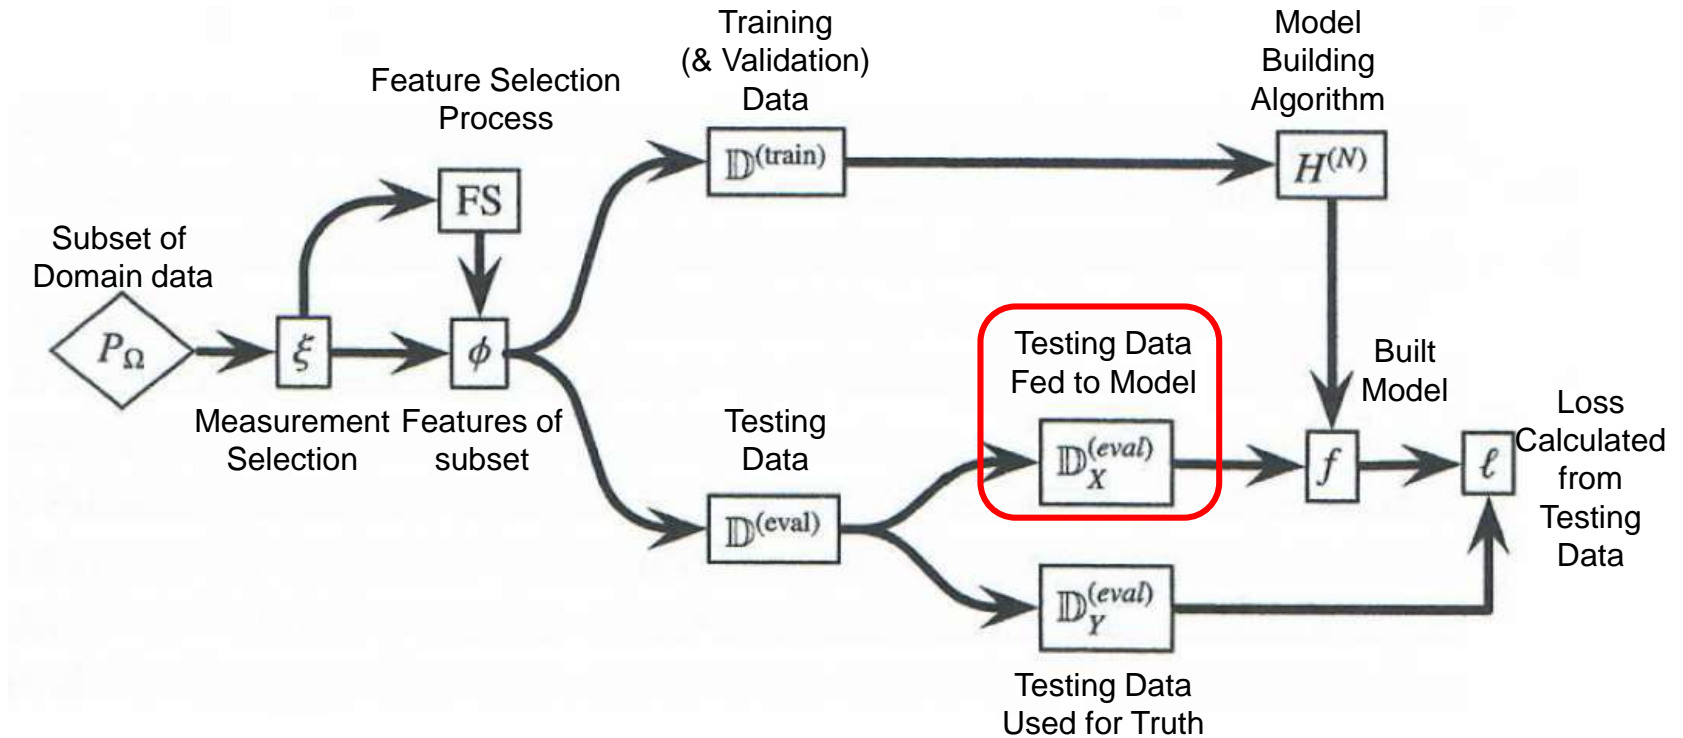 Training
(& Validation)
Data
Model
Building
Algorithm
Feature Selection
Process
𝔻(train)
H(N)
FS
Subset of
Domain data
PΩ
ξ
ϕ
Measurement
Selection
Features of
subset
Testing
Data
𝔻(eval)
Testing Data
Fed to Model
𝔻X(eval)
Built
Model
f
ℓ
Loss
Calculated
from
Testing
Data
𝔻Y(eval)
Testing Data
Used for Truth